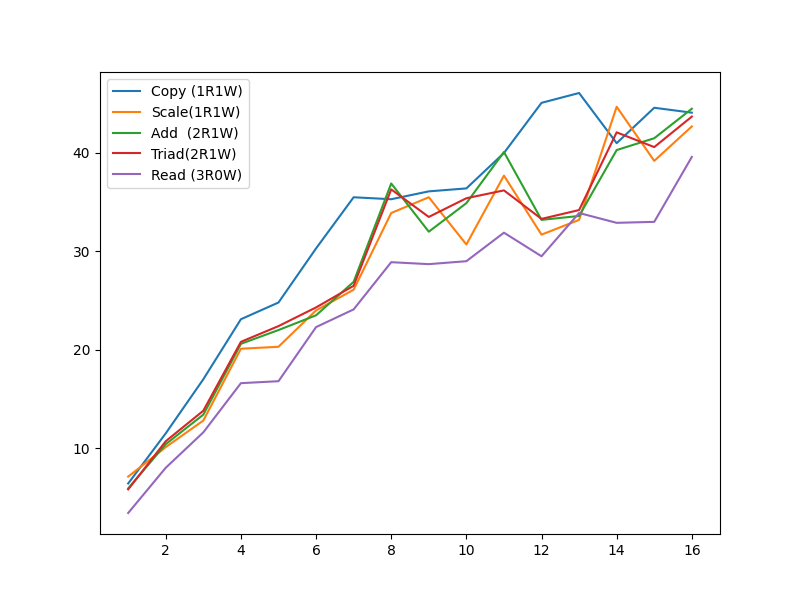 Copy (1R1W)
Scale(1R1W)
Add  (2R1W)
Triad(2R1W)
Read (3R0W)
40
30
20
10
2 4 6 8 10 12 14 16